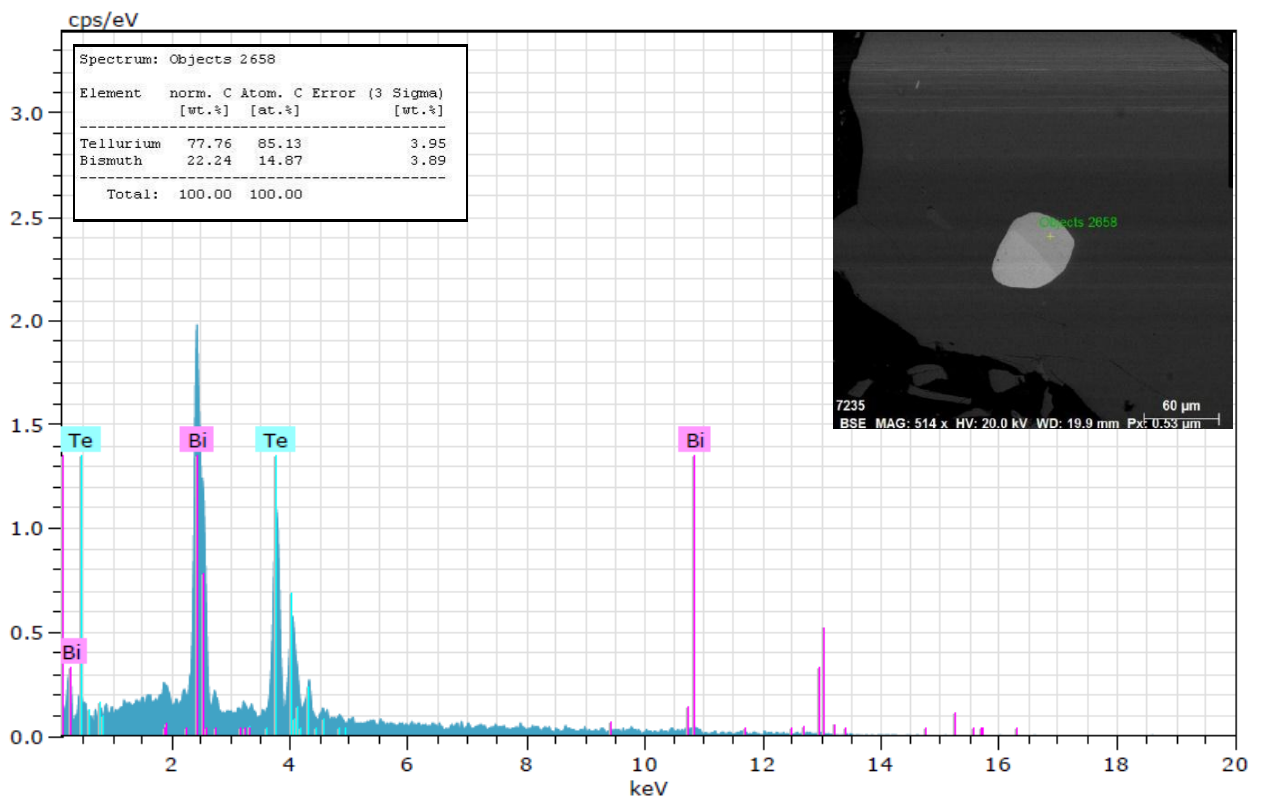 cps/eV
Spectrum: Objects 2658
Element norm. C Atom. C Error (3 Sigma)
[wt.%] [at.%] [wt.%]
Tellurium 77.76 85.13 3.95
Bismuth 22.24 14.87 3.89
Total: 100.00 100.00
Objects 2658
7235
60 µm
BSE MAG: 514 x HV: 20.0 kV WD: 19.9 mm Px: 0.53 µm
3.0
2.5
2.0
1.5
1.0
0.5
0.0
Te Bi Te Bi
Bi
2 4 6 8 10 12 14 16 18 20
keV